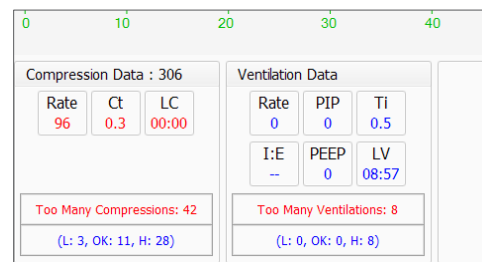 0 10 20 30 40
Compression Data : 306
Rate Ct LC
96 0.3 00:00
Too Many Compressions: 42
(L: 3, OK: 11, H: 28)
Ventilation Data
Rate PIP Ti
0 0 0.5
I:E PEEP LV
-- 0 08:57
Too Many Ventilations: 8
(L: 0, OK: 0, H: 8)